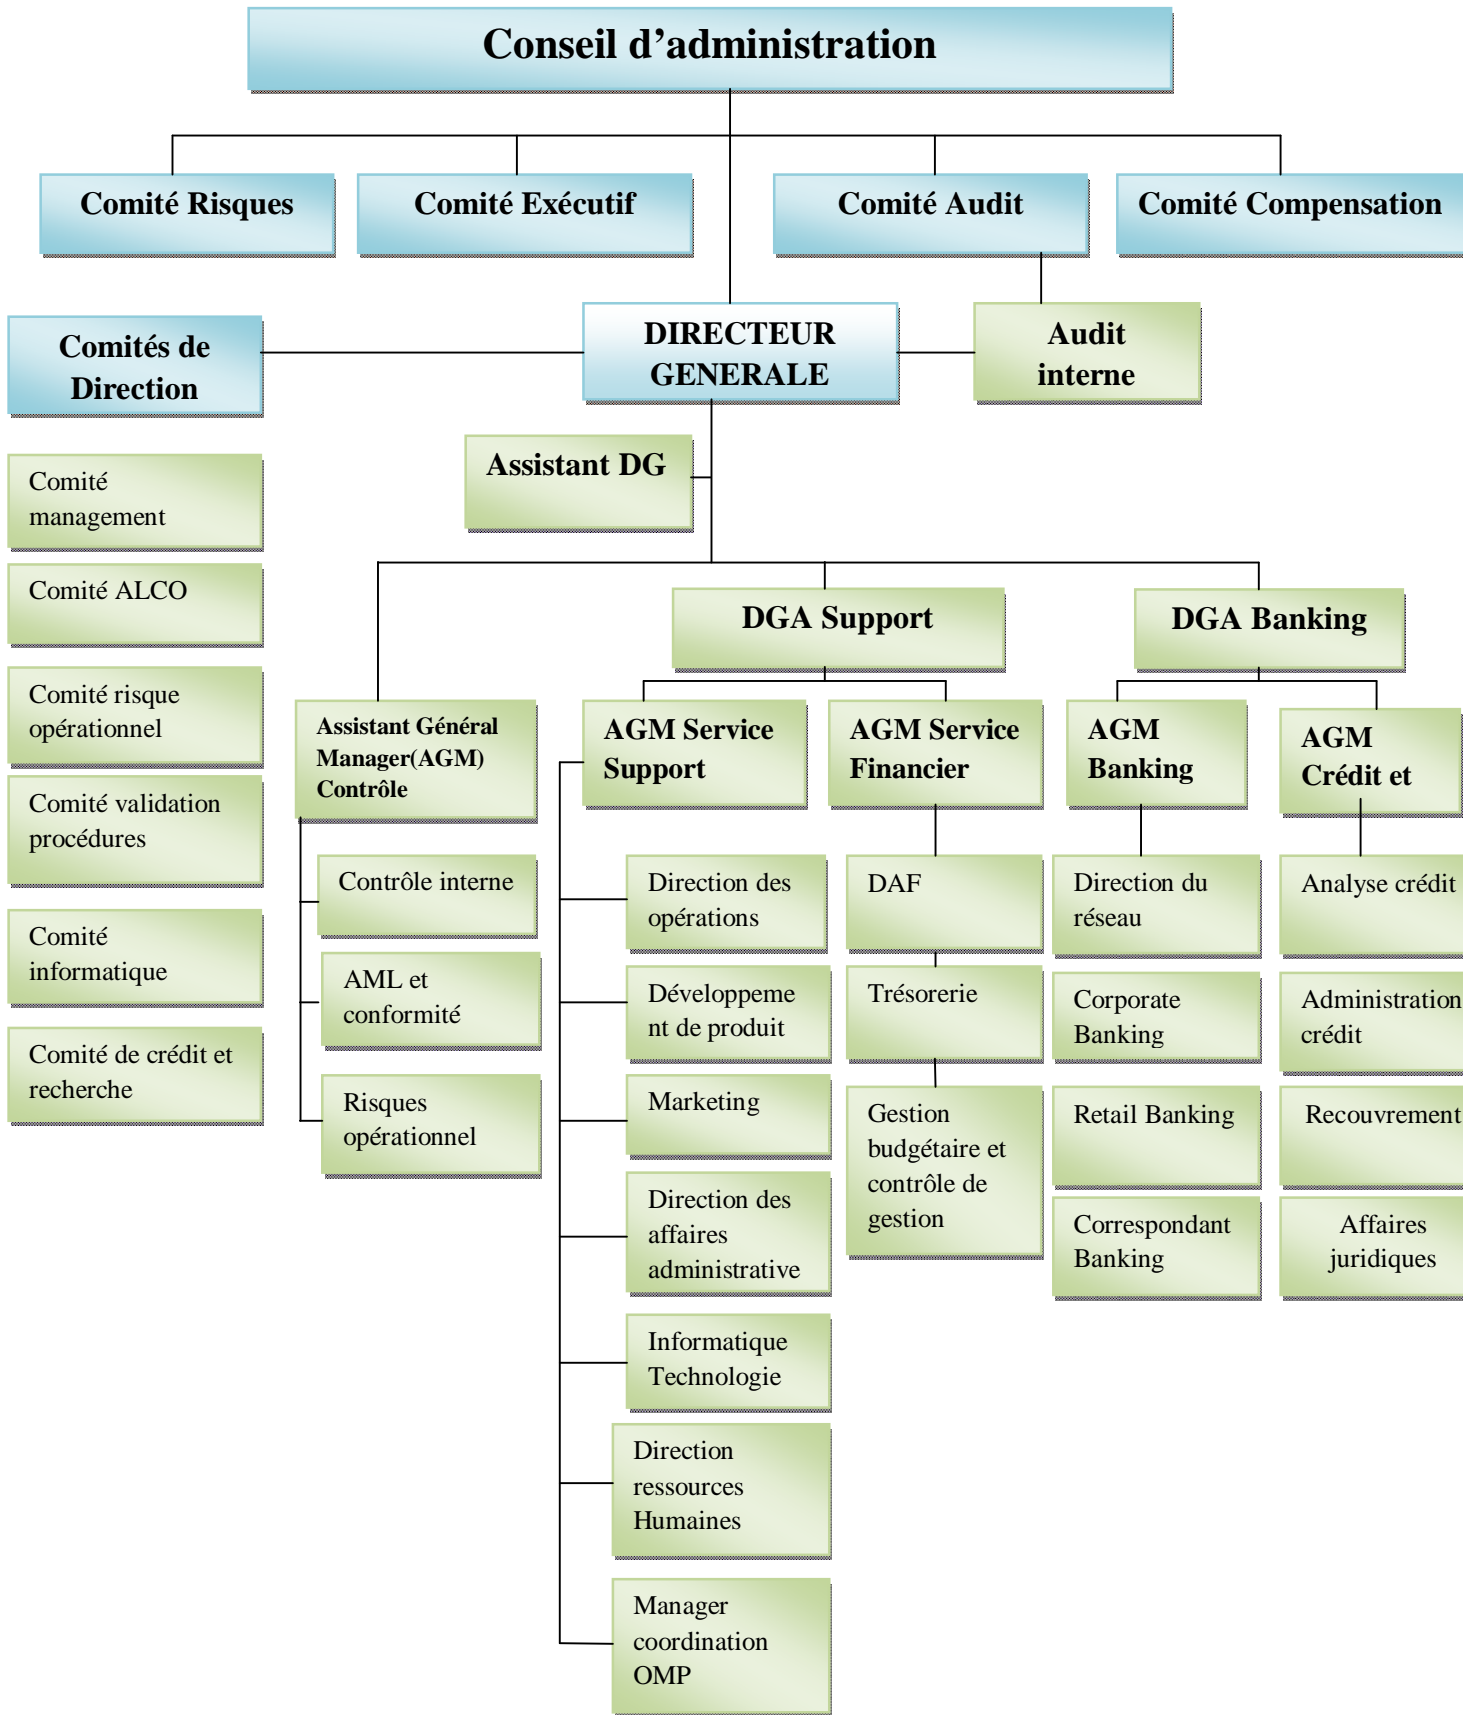 Conseil d’administration
Comité Risques
Comité Exécutif
Comité Audit
Comité Compensation
Comités de
Direction
DIRECTEUR
GENERALE
Audit
interne
Assistant DG
Comité
management
Comité ALCO
Comité risque
opérationnel
Comité validation
procédures
Comité
informatique
Comité de crédit et
recherche
DGA Support
DGA Banking
Assistant Général
Manager(AGM)
Contrôle
Contrôle interne
AML et
conformité
Risques
opérationnel
AGM Service
Support
Direction des
opérations
Développeme
nt de produit
Marketing
Direction des
affaires
administrative
Informatique
Technologie
Direction
ressources
Humaines
Manager
coordination
OMP
AGM Service
Financier
DAF
Trésorerie
Gestion
budgétaire et
contrôle de
gestion
AGM
Banking
Direction du
réseau
Corporate
Banking
Retail Banking
Correspondant
Banking
AGM
Crédit et
Analyse crédit
Administration
crédit
Recouvrement
Affaires
juridiques